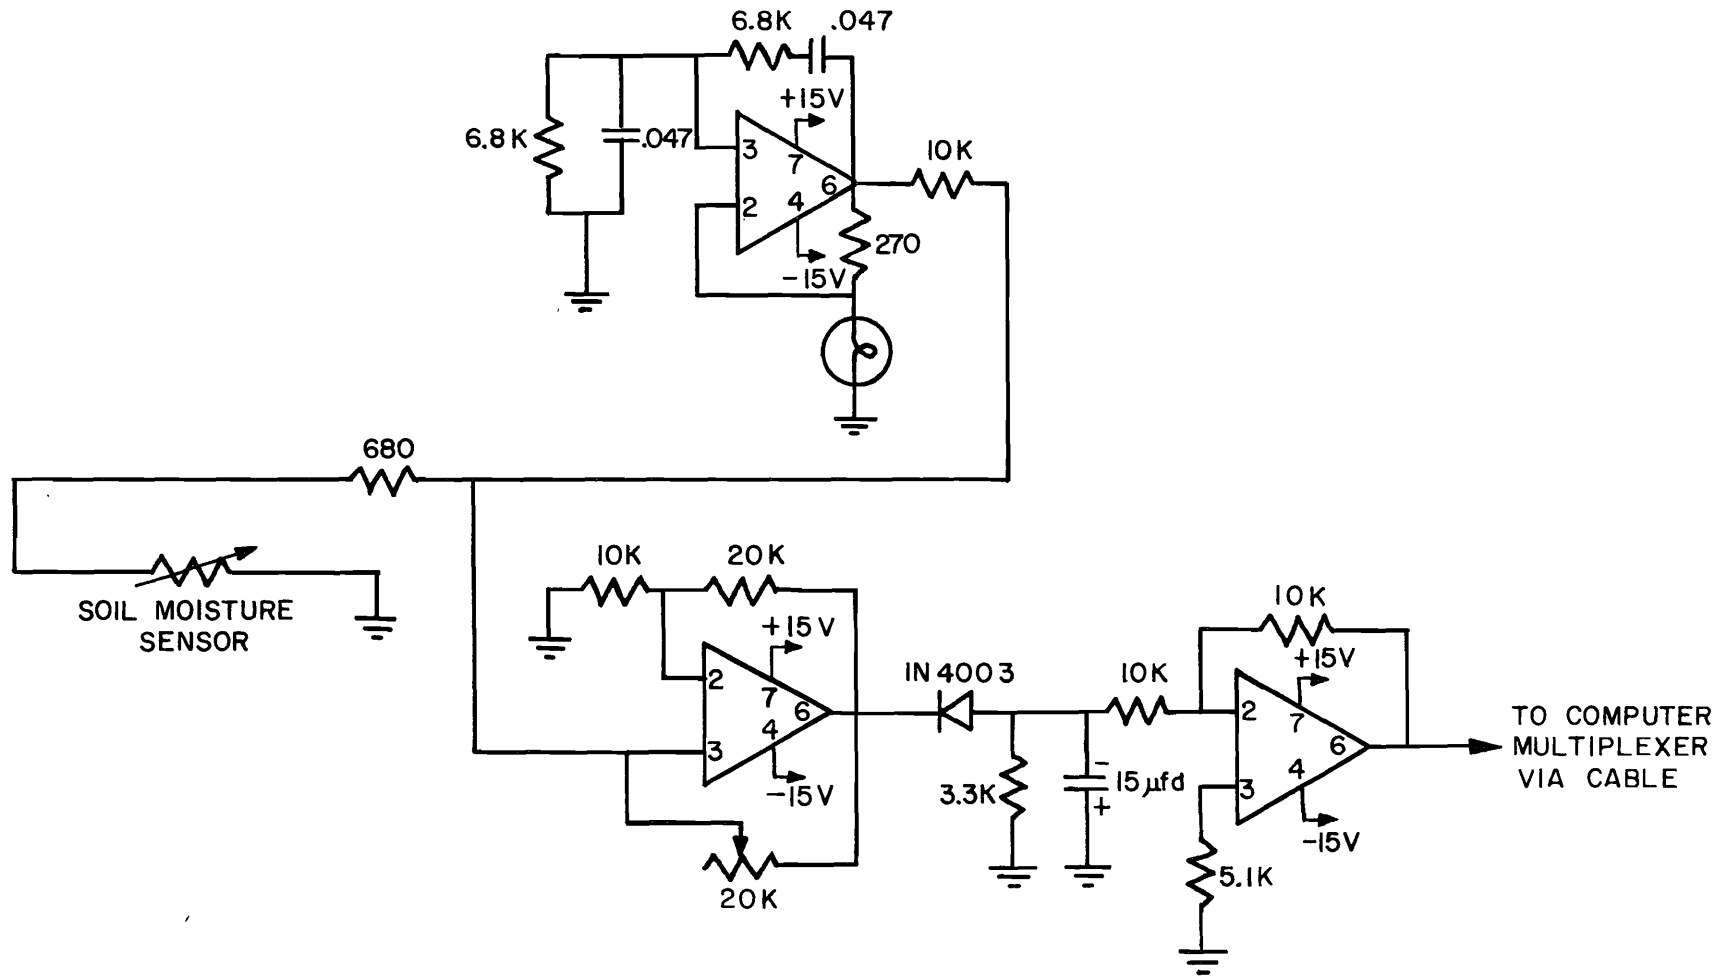 6.8K .047
+15V
6.8K
.047
3
7
10K
6
4
2
270
-15V
680
10K 20K
SOIL MOISTURE
SENSOR
+15V
10K
IN 4003
10K
+15V
2
7
6
4
3
-15V
2
7
6
4
3
-15V
TO COMPUTER
MULTIPLEXER
VIA CABLE
3.3K
-
15µfd
+
5.1K
20K